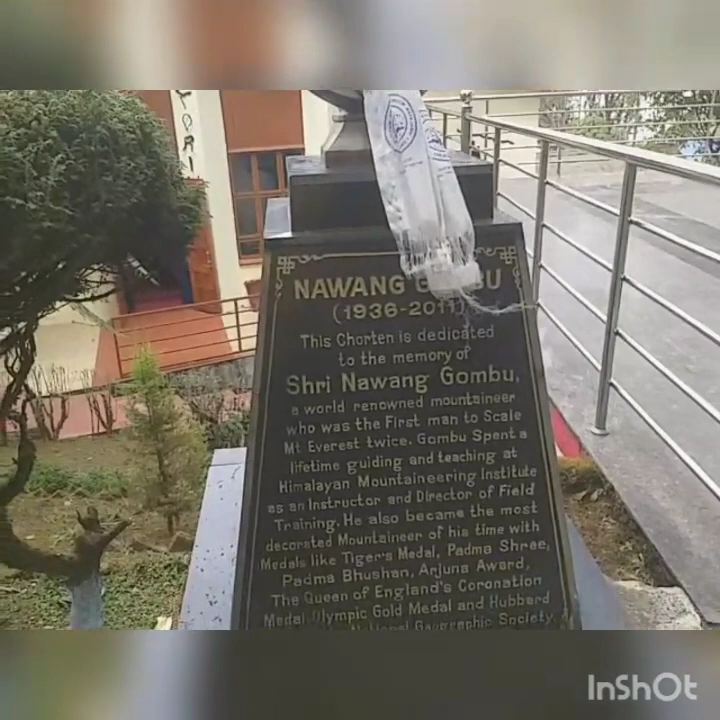 NAWANG G BU
(1936-2011)
This Chorten is dedicated
to the memory of
Shri Nawang Gombu,
a world renowned mountaineer
who was the First man to Scale
Mt Everest twice. Gombu Spent a
lifetime guiding and teaching at
Himalayan Mountaineering Institute
as an Instructor and Director of Field
Training. He also became the most
decorated Mountaineer of his time with
Medals like Tiger's Medal, Padma Shree,
Padma Bhushan, Arjuna Award,
The Queen of England's Coronation
Medal Olympic Gold Medal and Hubbard
National Geographic Society.
InShOt